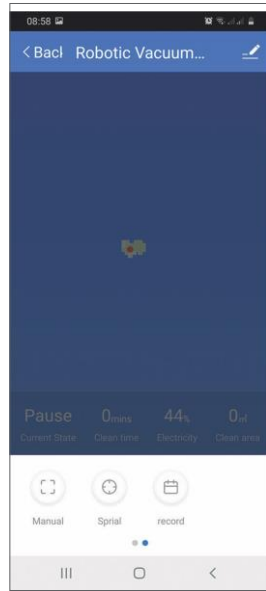 08:58
Bacl Robotic Vacuum...
Pause 0mins 44% 0㎡
Current State Clean time Electricity Clean area
Manual Sprial record